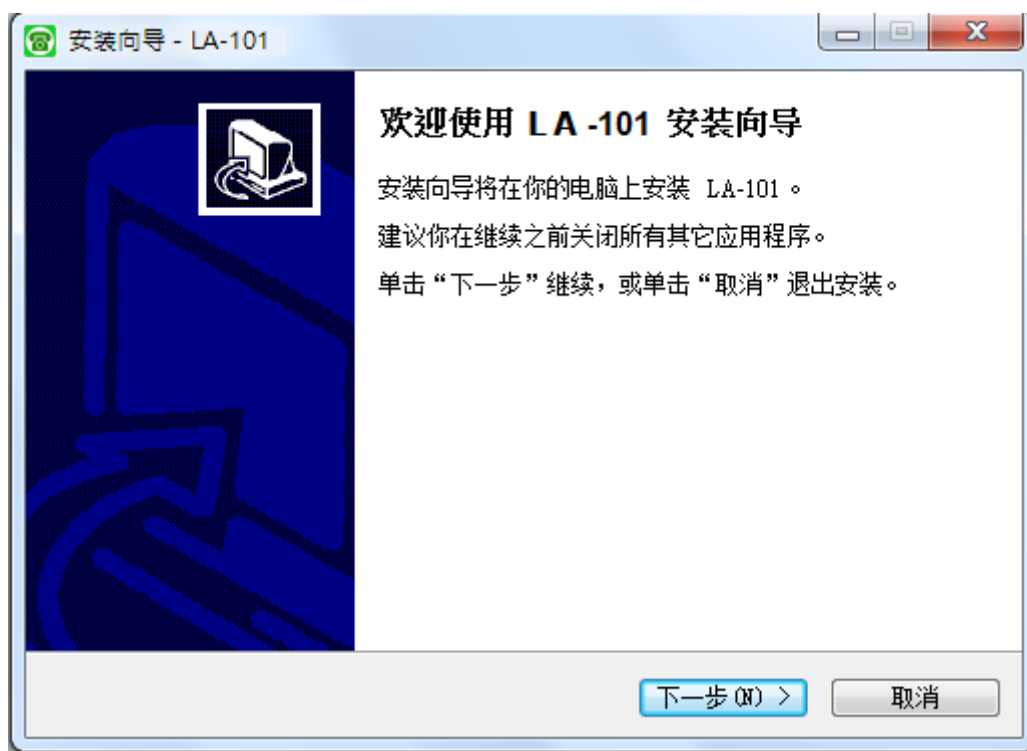 安装向导 - LA-101
欢迎使用 LA -101 安装向导
安装向导将在你的电脑上安装 LA-101 。
建议你在继续之前关闭所有其它应用程序。
单击“下一步”继续，或单击“取消”退出安装。
下一步(N) >
取消